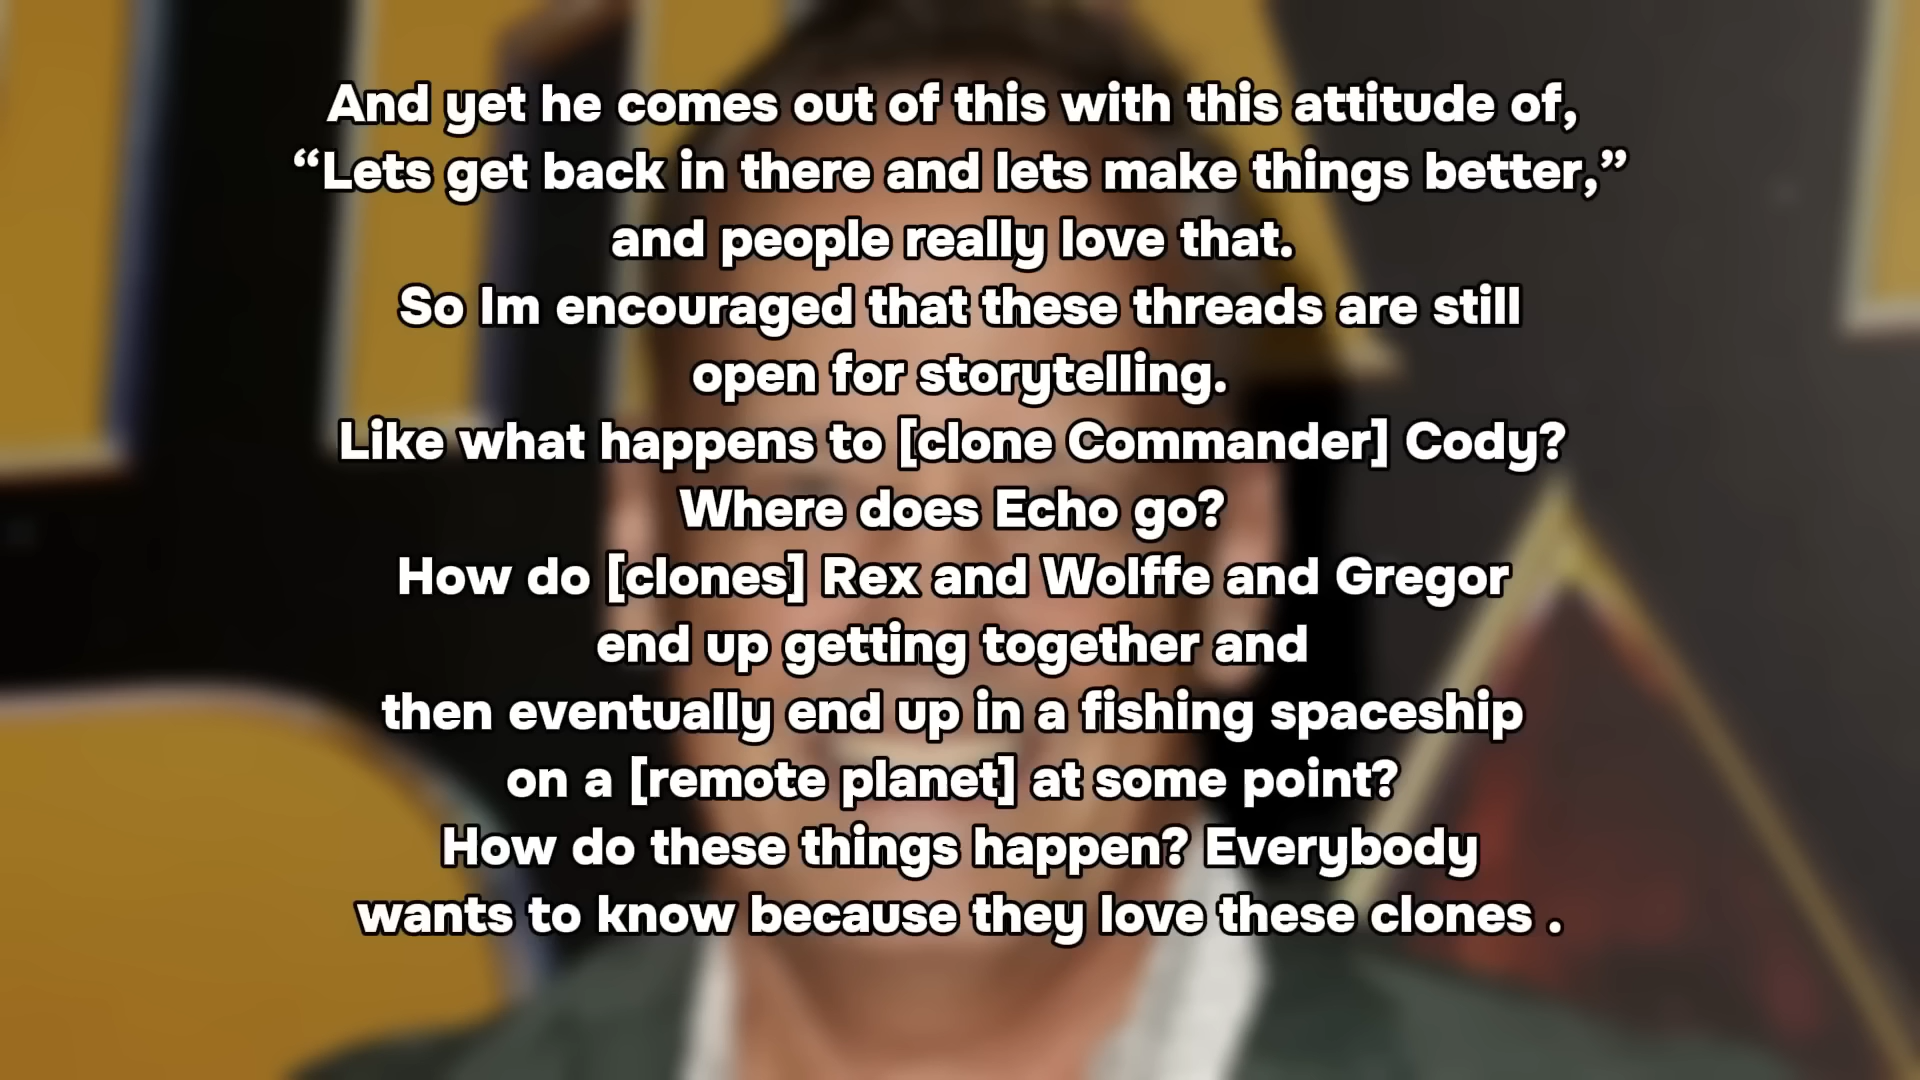 And yet he comes out of this with this attitude of,
“Lets get back in there and lets make things better,”
and people really love that.
So Im encouraged that these threads are still
open for storytelling.
Like what happens to [clone Commander] Cody?
Where does Echo go?
How do [clones] Rex and Wolffe and Gregor
end up getting together and
then eventually end up in a fishing spaceship
on a [remote planet] at some point?
How do these things happen? Everybody
wants to know because they love these clones .